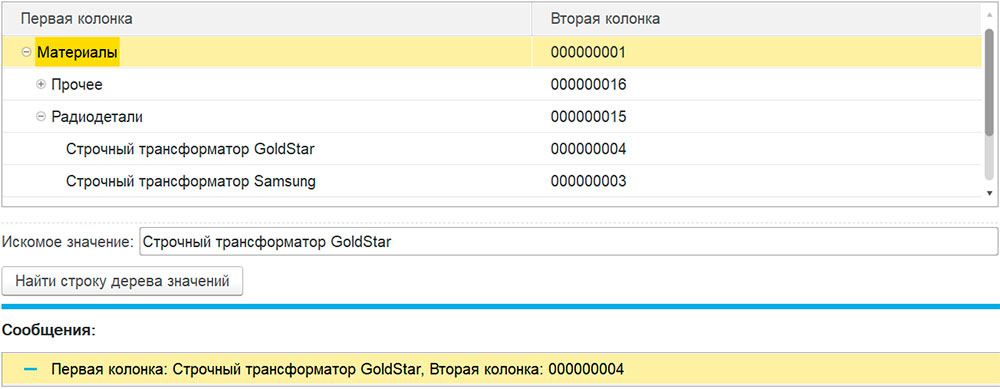 Первая колонка Вторая колонка
Материалы 000000001
Прочее 000000016
Радиодетали 000000015
Строчный трансформатор GoldStar 000000004
Строчный трансформатор Samsung 000000003
Искомое значение: Строчный трансформатор GoldStar
Найти строку дерева значений
Сообщения:
Первая колонка: Строчный трансформатор GoldStar, Вторая колонка: 000000004